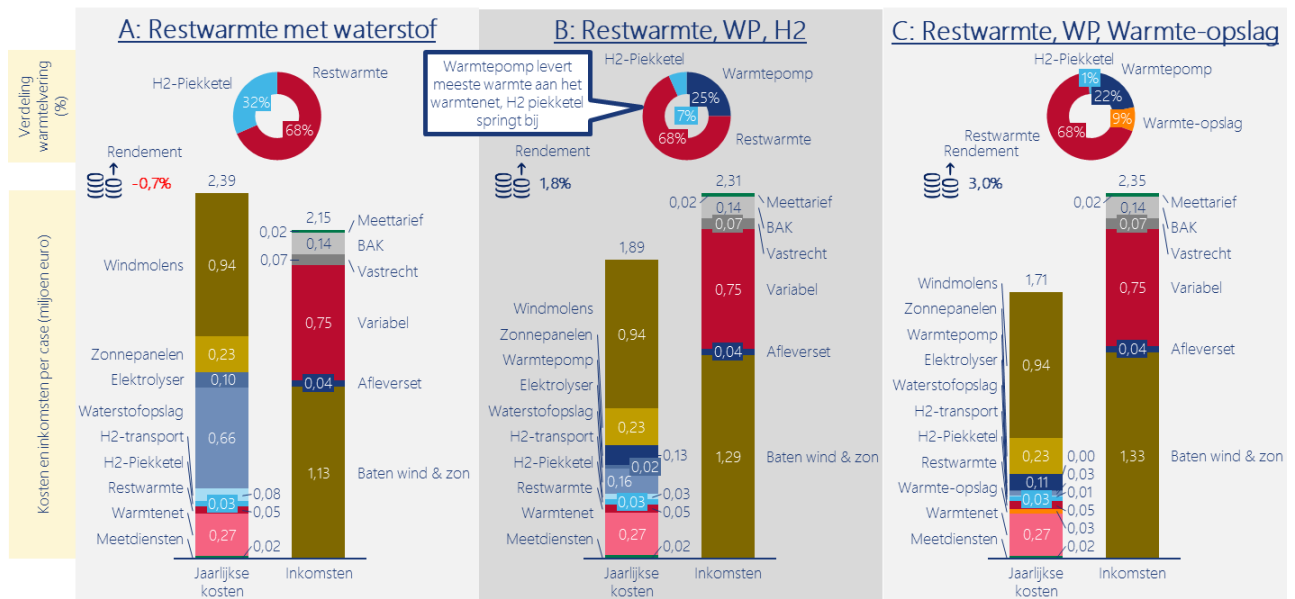 A: Restwarmte met waterstof
B: Restwarmte, WP, H2
C: Restwarmte, WP, Warmte-opslag
Verdeling
warmtelvering
(%)
H2-Piekketel
Restwarmte
32%
68%
Rendement
-0,7%
Warmtepomp levert
meeste warmte aan het
warmtenet, H2 piekketel
springt bij
H2-Piekketel
Warmtepomp
25%
7%
68%
Restwarmte
Rendement
1,8%
H2-Piekketel
Warmtepomp
1%
22%
9%
Warmte-opslag
Restwarmte
68%
Rendement
3,0%
Kosten en inkomsten per case (miljoen euro)
2,39
Windmolens
0,94
Zonnepanelen
0,23
Elektrolyser
0,10
Waterstofopslag
0,66
H2-transport
0,08
H2-Piekketel
0,03
Restwarmte
0,05
Warmtenet
0,27
Meetdiensten
0,02
Jaarlijkse
kosten
2,15
0,02
Meettarief
0,14
BAK
0,07
Vastrecht
0,75
Variabel
0,04
Afleverset
1,13
Baten wind & zon
Inkomsten
1,89
Windmolens
0,94
Zonnepanelen
0,23
Warmtepomp
0,13
Elektrolyser
0,02
Waterstofopslag
0,16
H2-transport
0,03
H2-Piekketel
0,03
Restwarmte
0,05
Warmtenet
0,27
Meetdiensten
0,02
Jaarlijkse
kosten
2,31
0,02
Meettarief
0,14
BAK
0,07
Vastrecht
0,75
Variabel
0,04
Afleverset
1,29
Baten wind & zon
Inkomsten
1,71
Windmolens
0,94
Zonnepanelen
0,23
Warmtepomp
0,11
Elektrolyser
0,00
Waterstofopslag
0,03
H2-transport
0,01
H2-Piekketel
0,03
Restwarmte
0,05
Warmte-opslag
0,03
Warmtenet
0,27
Meetdiensten
0,02
Jaarlijkse
kosten
2,35
0,02
Meettarief
0,14
BAK
0,07
Vastrecht
0,75
Variabel
0,04
Afleverset
1,33
Baten wind & zon
Inkomsten